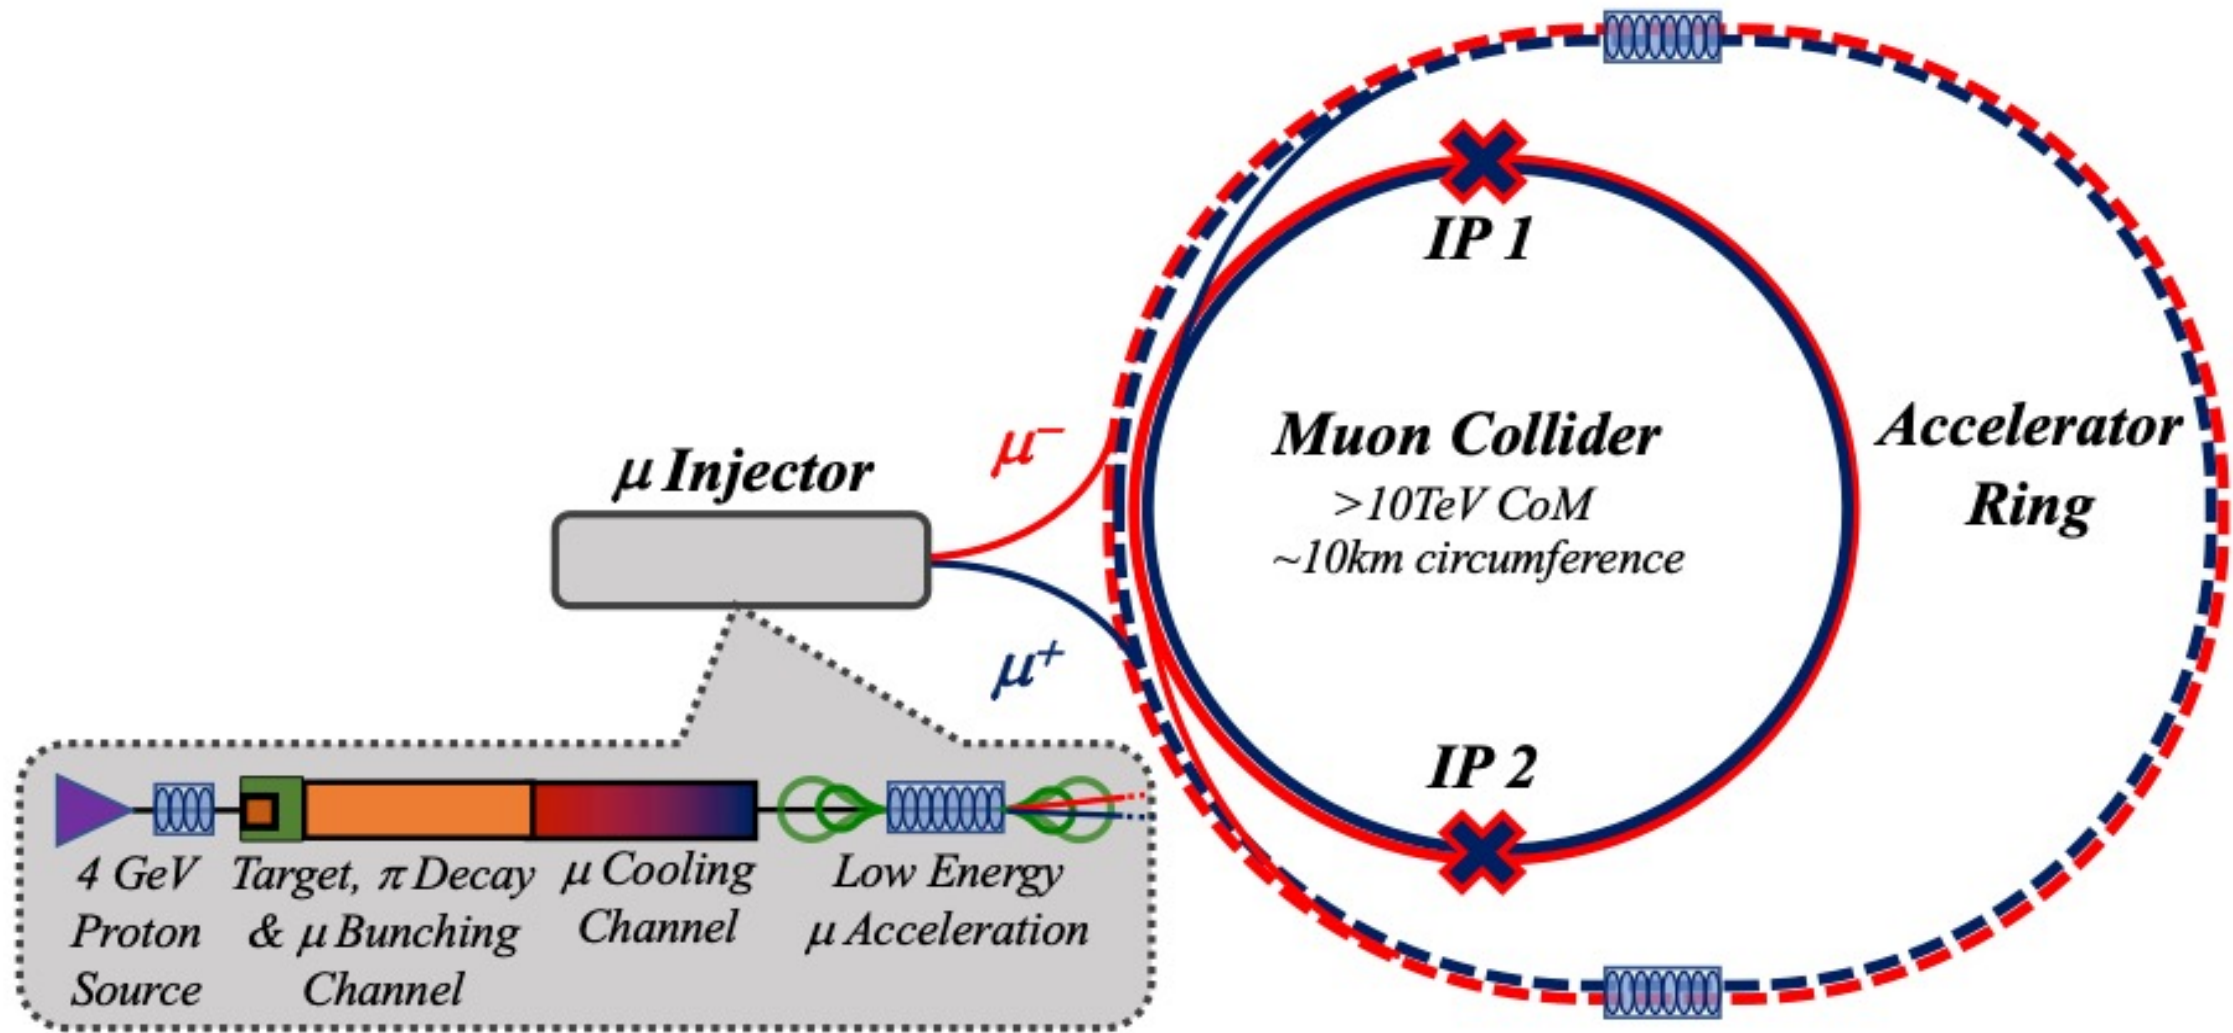 IP 1
μ⁻
μ Injector
Muon Collider
>10TeV CoM
~10km circumference
Accelerator
Ring
μ⁺
IP 2
4 GeV
Proton
Source
Target, π Decay
& μ Bunching
Channel
μ Cooling
Channel
Low Energy
μ Acceleration